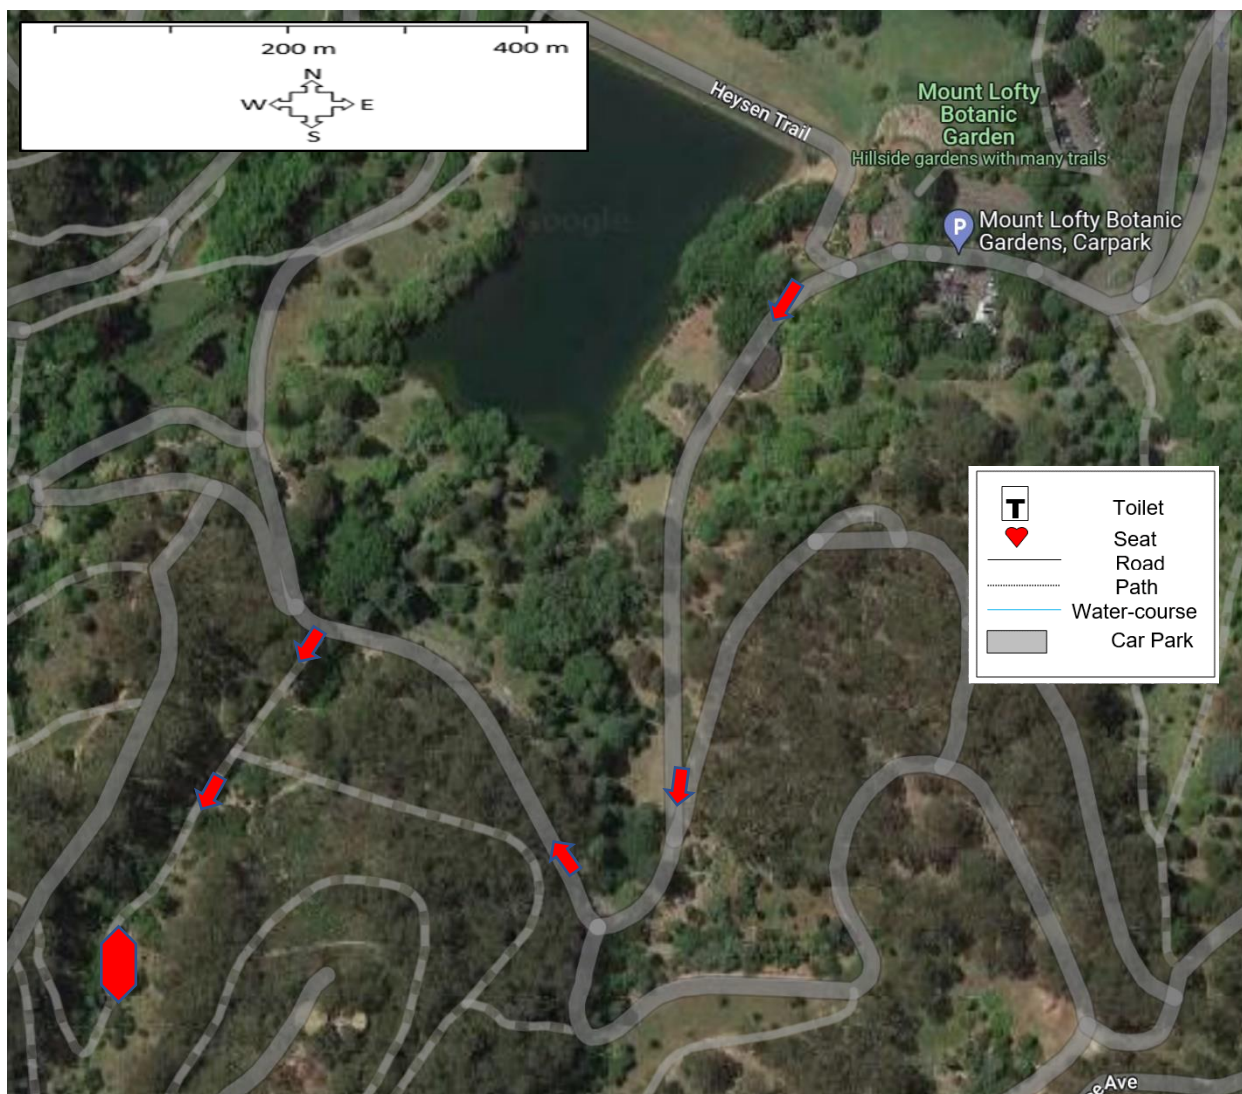 200 m
400 m
N
W
E
S
Heysen Trail
Mount Lofty
Botanic
Garden
Hillside gardens with many trails
P
Mount Lofty Botanic
Gardens, Carpark
Google
T
Toilet
Seat
Road
Path
Water-course
Car Park
Ave